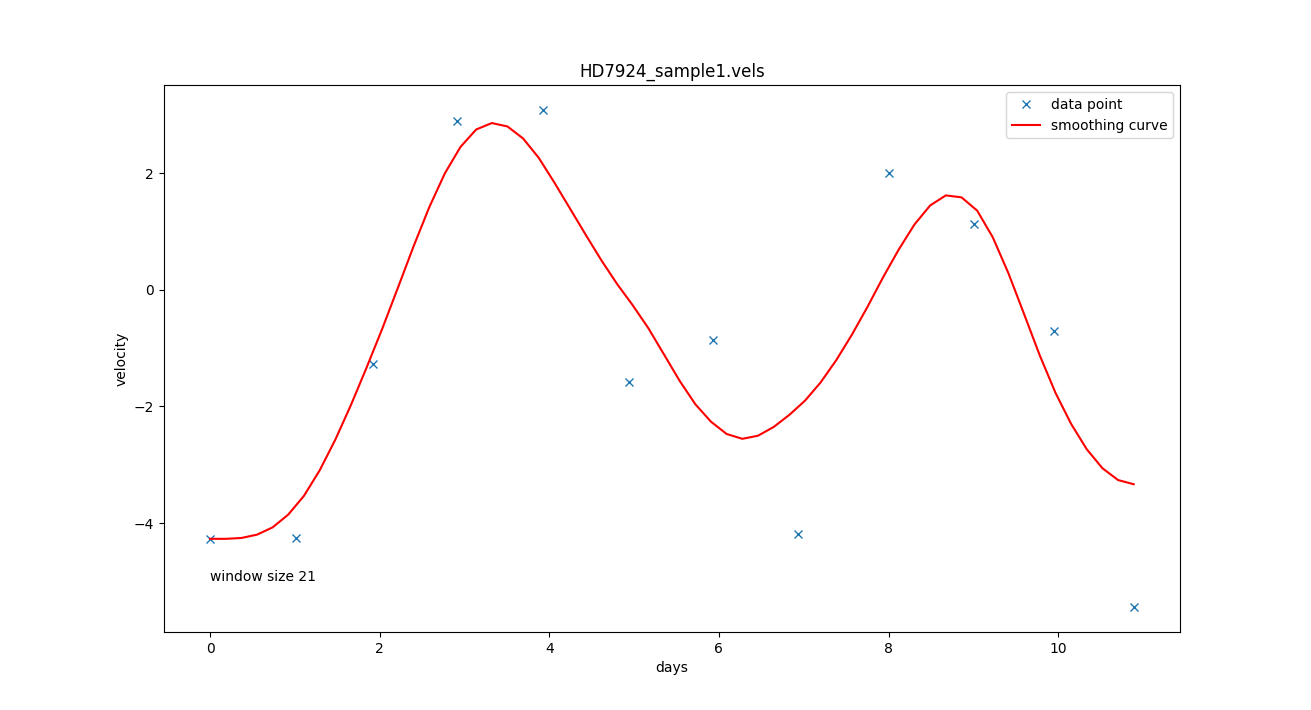 HD7924_sample1.vels
data point
smoothing curve
2
0
−2
−4
velocity
window size 21
0 2 4 6 8 10
days